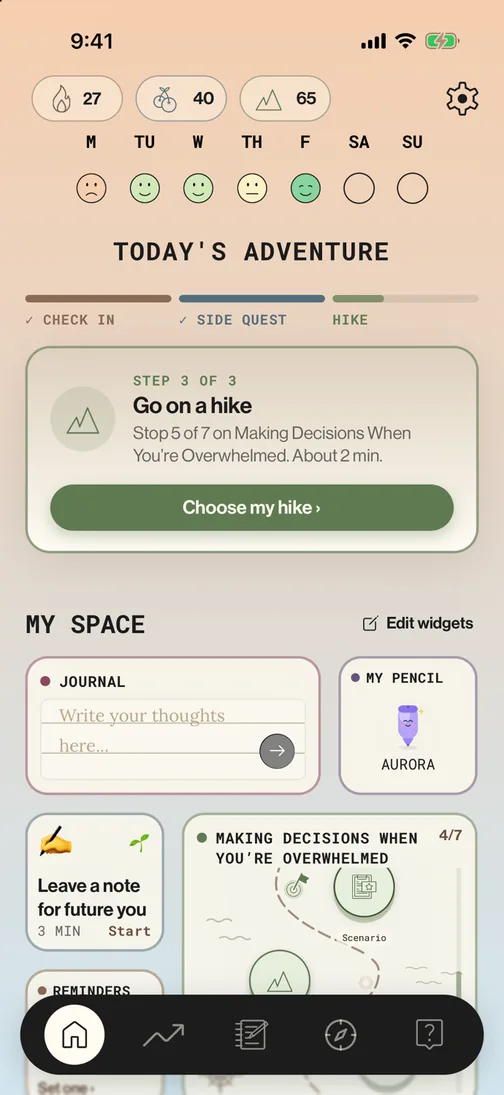 9:41
27
40
65
M TU W TH F SA SU
TODAY'S ADVENTURE
✓ CHECK IN
✓ SIDE QUEST
HIKE
STEP 3 OF 3
Go on a hike
Stop 5 of 7 on Making Decisions When
You're Overwhelmed. About 2 min.
Choose my hike ›
MY SPACE
Edit widgets
JOURNAL
Write your thoughts
here...
MY PENCIL
AURORA
Leave a note
for future you
3 MIN Start
MAKING DECISIONS WHEN
YOU'RE OVERWHELMED
4/7
Scenario
REMINDERS
Set one ›